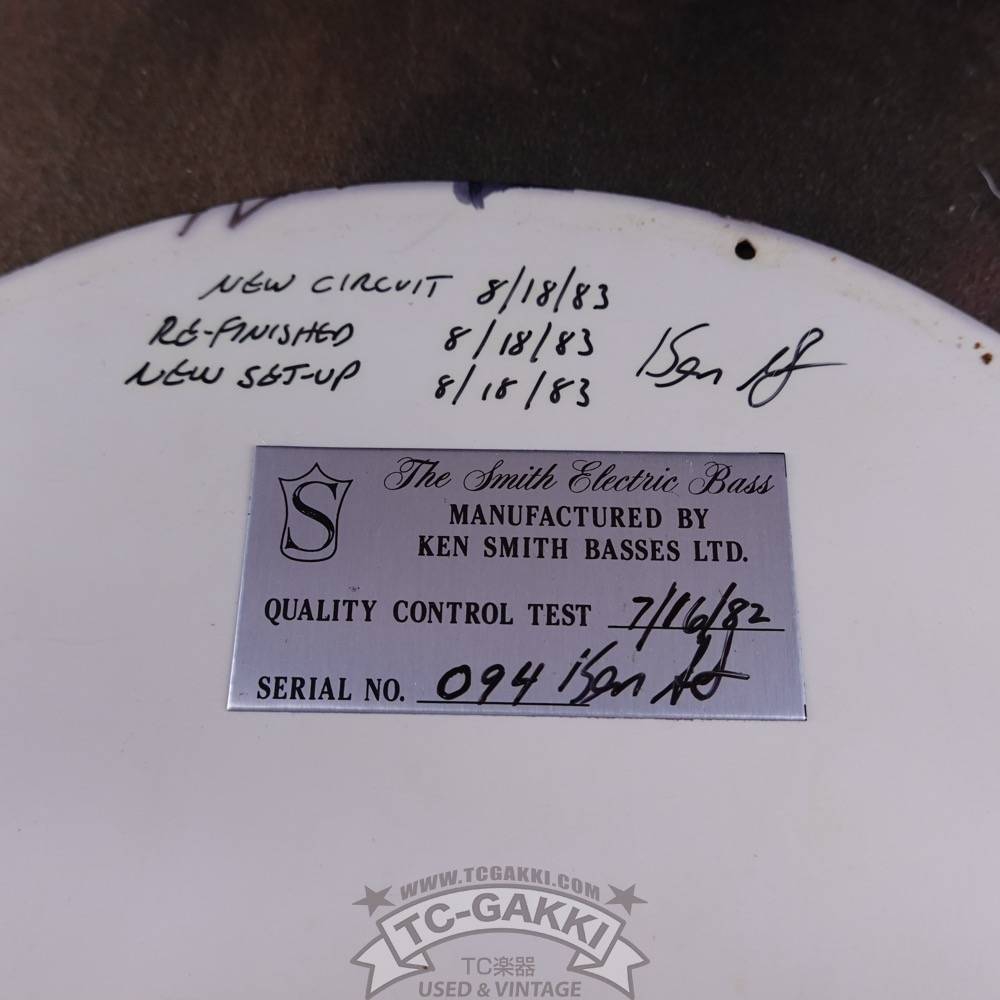 NEW CIRCUIT 8/18/83
RE-FINISHED 8/18/83
NEW SET-UP 8/18/83
Ken
S
The Smith Electric Bass
MANUFACTURED BY
KEN SMITH BASSES LTD.
QUALITY CONTROL TEST 7/16/82
SERIAL NO. 094 Ken
WWW.TCGAKKI.COM
TC-GAKKI
TC楽器
USED & VINTAGE